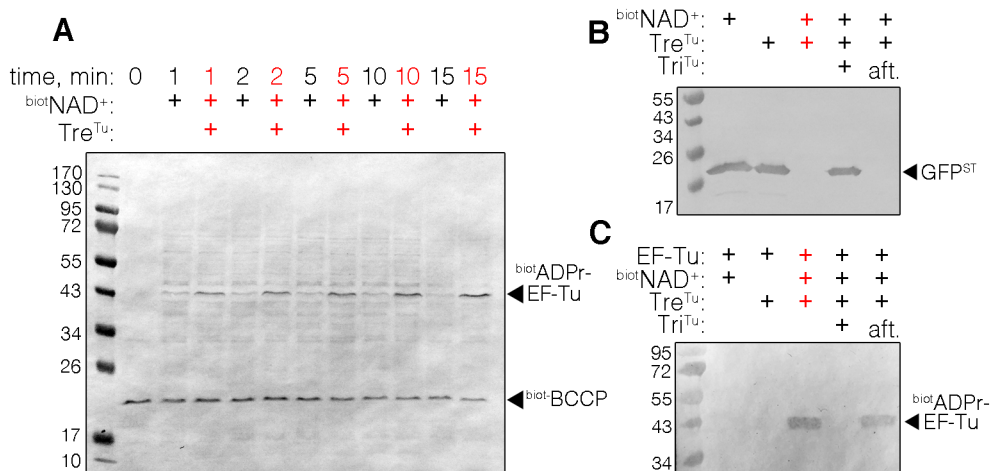 A
time, min: 0 1 1 2 2 5 5 10 10 15 15
biotNAD+: + + + + + + + + + +
TreTu: + + + + +
170
130
95
72
55
43
34
26
17
10
biotADPr-
EF-Tu
biot-BCCP
B
biotNAD+: + + + +
TreTu: + + + +
TriTu: + aft.
55
43
34
26
17
GFPST
C
EF-Tu: + + + + +
biotNAD+: + + + +
TreTu: + + + +
TriTu: + aft.
95
72
55
43
34
biotADPr-
EF-Tu